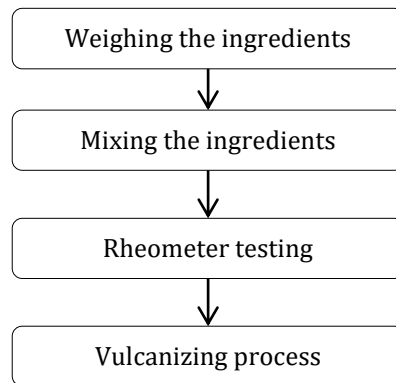 Weighing the ingredients
Mixing the ingredients
Rheometer testing
Vulcanizing process